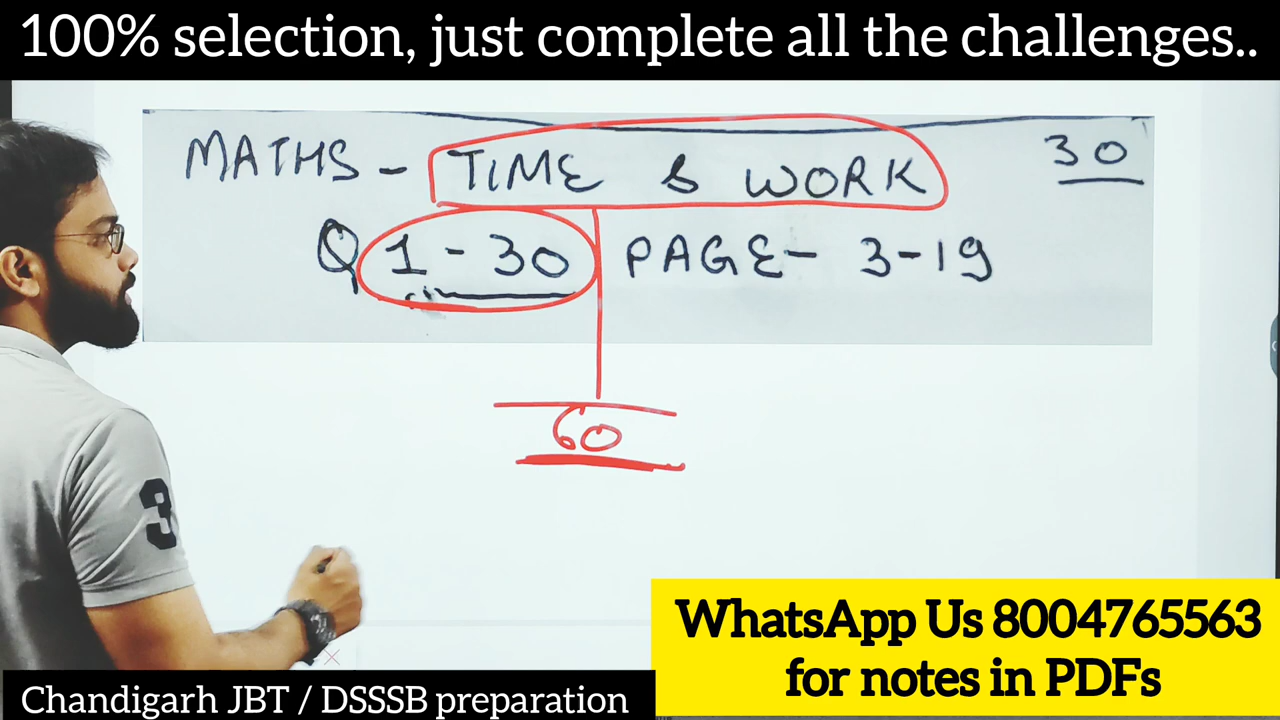 100% selection, just complete all the challenges..
MATHS - TIME & WORK 30
Q 1 - 30 PAGE - 3-19
60
3
WhatsApp Us 8004765563
for notes in PDFs
Chandigarh JBT / DSSSB preparation